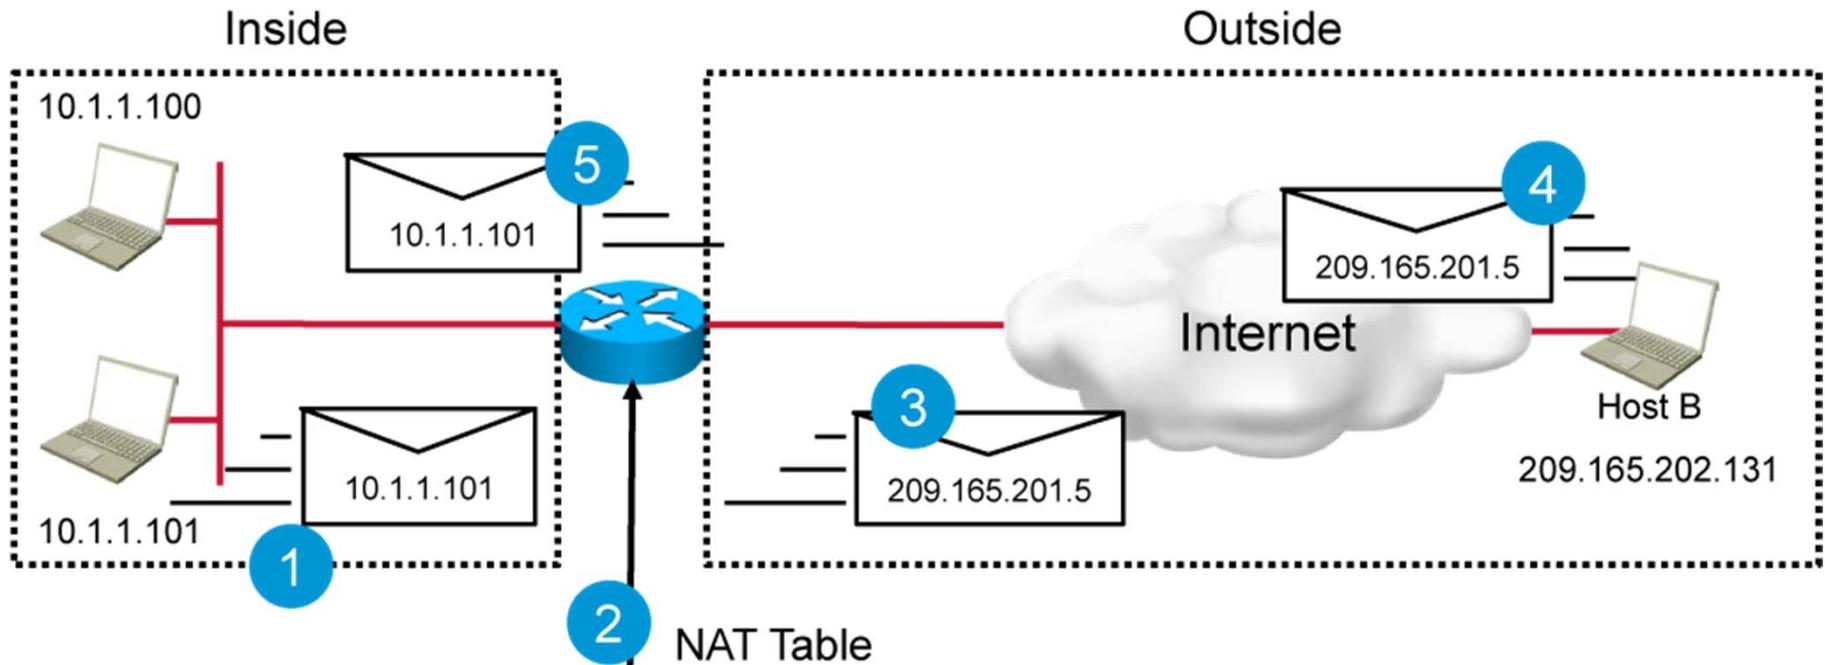 Inside
Outside
10.1.1.100
5
10.1.1.101
4
209.165.201.5
Internet
3
209.165.201.5
Host B
209.165.202.131
10.1.1.101
10.1.1.101
1
2
NAT Table